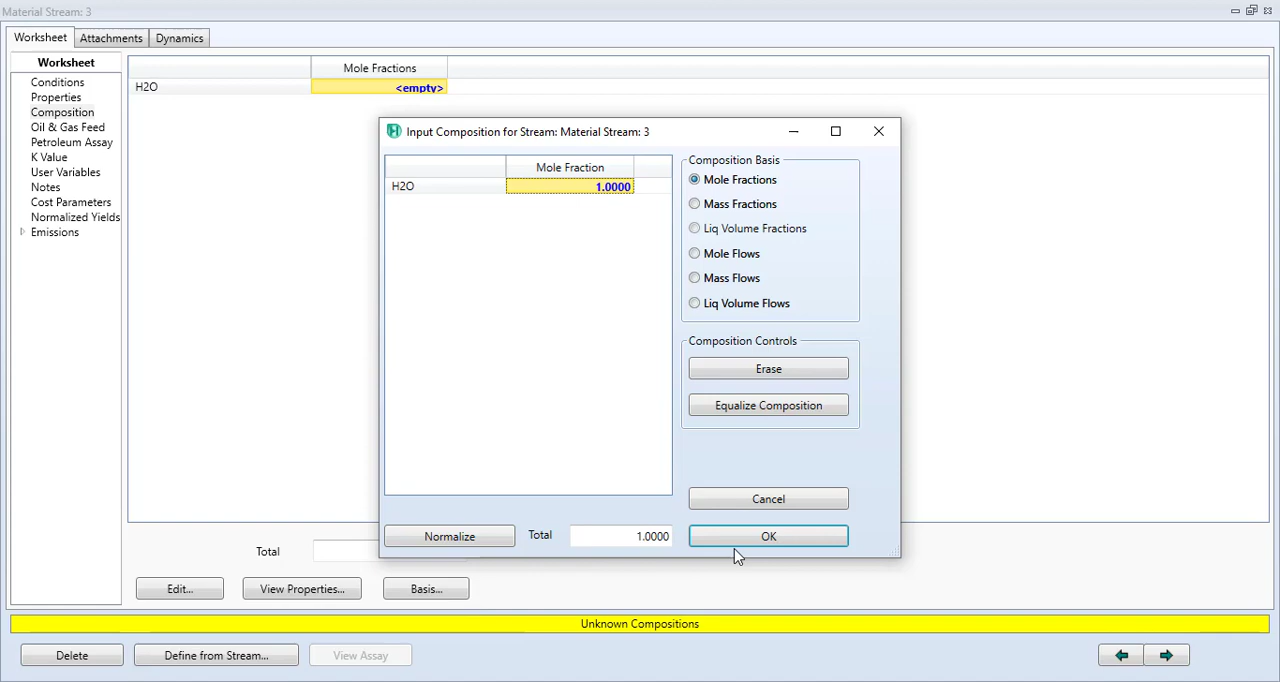 Material Stream: 3
Worksheet Attachments Dynamics
Worksheet
Conditions
Properties
Composition
Oil & Gas Feed
Petroleum Assay
K Value
User Variables
Notes
Cost Parameters
Normalized Yields
Emissions
Mole Fractions
H2O <empty>
Input Composition for Stream: Material Stream: 3
Mole Fraction
H2O 1.0000
Composition Basis
Mole Fractions
Mass Fractions
Liq Volume Fractions
Mole Flows
Mass Flows
Liq Volume Flows
Composition Controls
Erase
Equalize Composition
Cancel
Normalize Total 1.0000 OK
Total
Edit... View Properties... Basis...
Unknown Compositions
Delete Define from Stream... View Assay